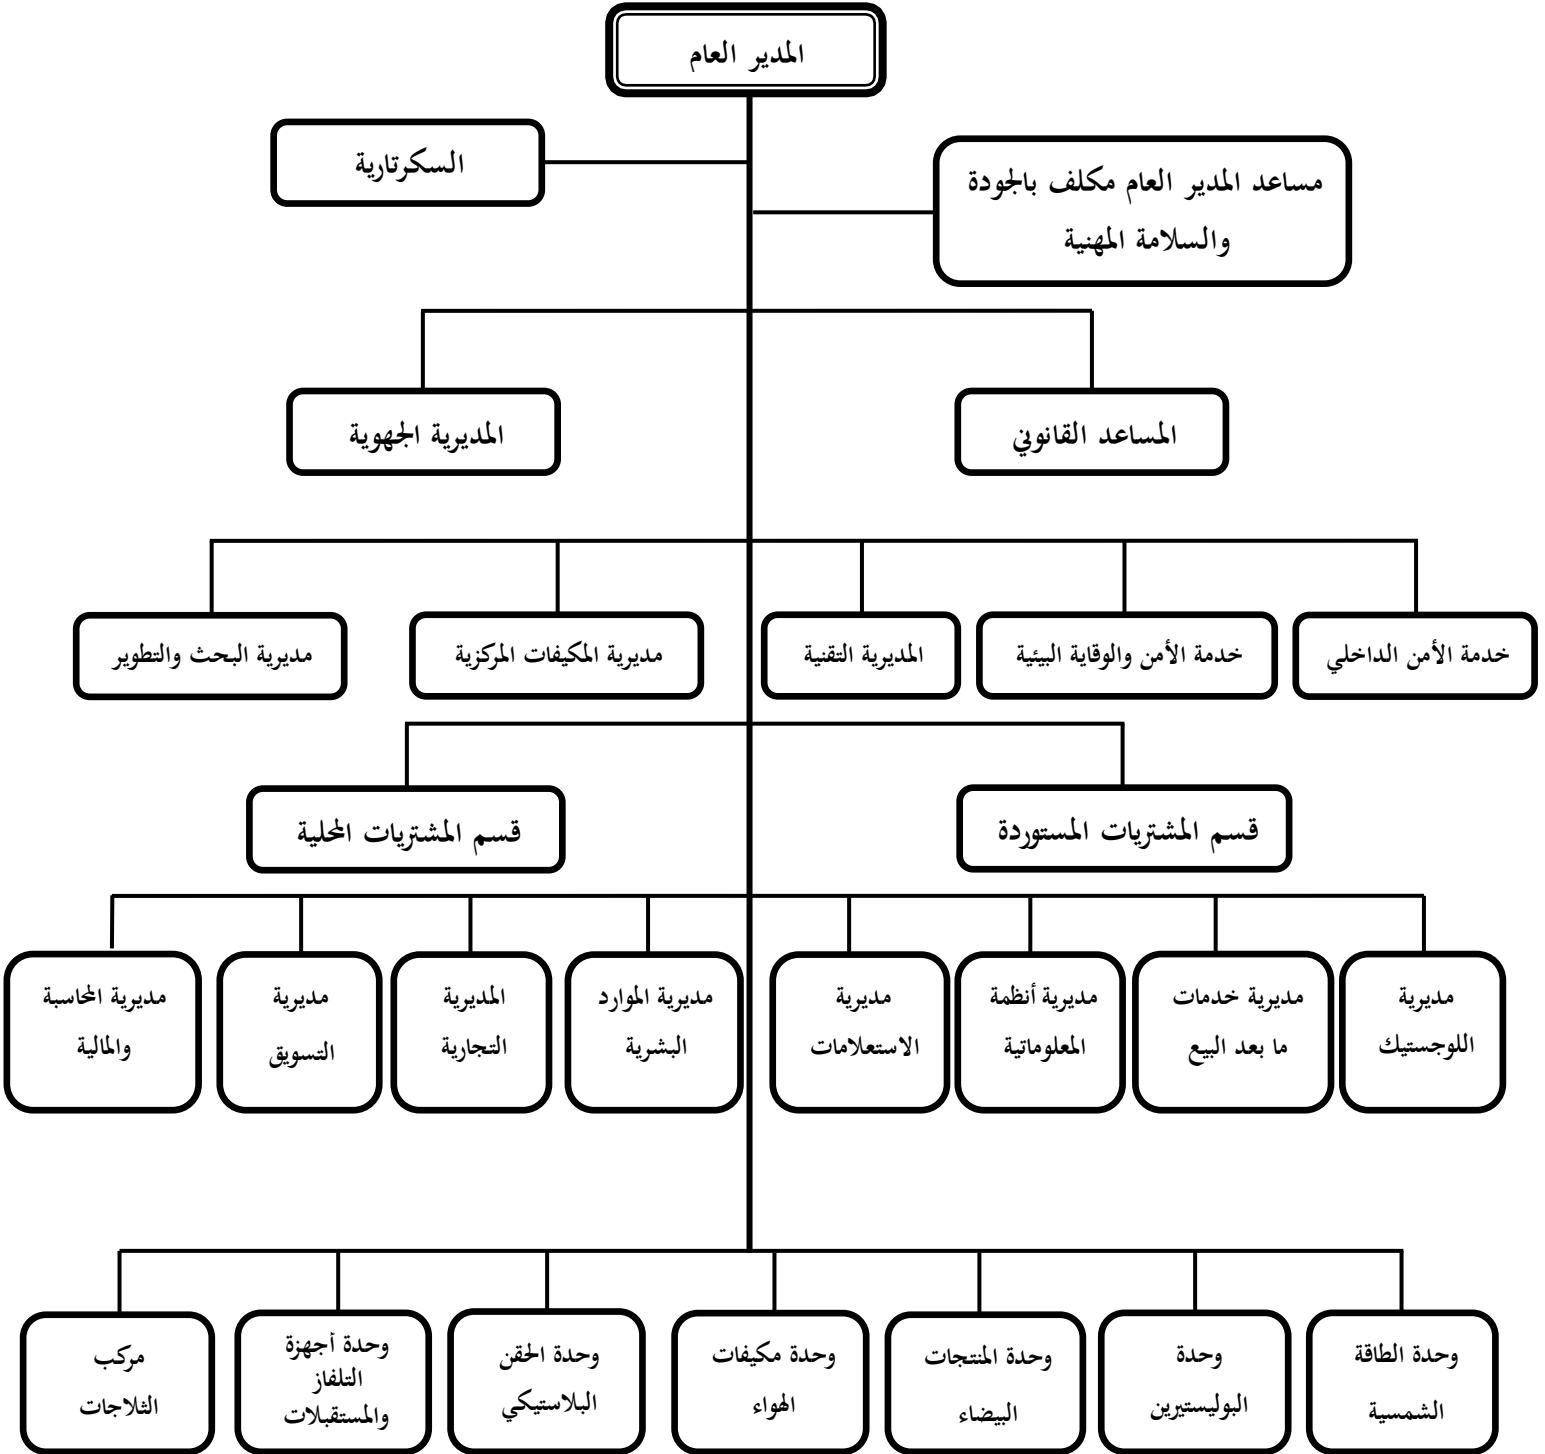 المدير العام
السكرتارية
مساعد المدير العام مكلف بالجودة
والسلامة المهنية
المساعد القانوني
المديرية الجهوية
خدمة الأمن الداخلي
خدمة الأمن والوقاية البيئية
المديرية التقنية
مديرية المكيفات المركزية
مديرية البحث والتطوير
قسم المشتريات المستوردة
قسم المشتريات المحلية
مديرية
اللوجستيك
مديرية خدمات
ما بعد البيع
مديرية أنظمة
المعلوماتية
مديرية
الاستعلامات
مديرية الموارد
البشرية
المديرية
التجارية
مديرية
التسويق
مديرية المحاسبة
والمالية
وحدة الطاقة
الشمسية
وحدة
البوليستيرين
وحدة المنتجات
البيضاء
وحدة مكيفات
الهواء
وحدة الحقن
البلاستيكي
وحدة أجهزة
التلفاز
والمستقبلات
مركب
الثلاجات